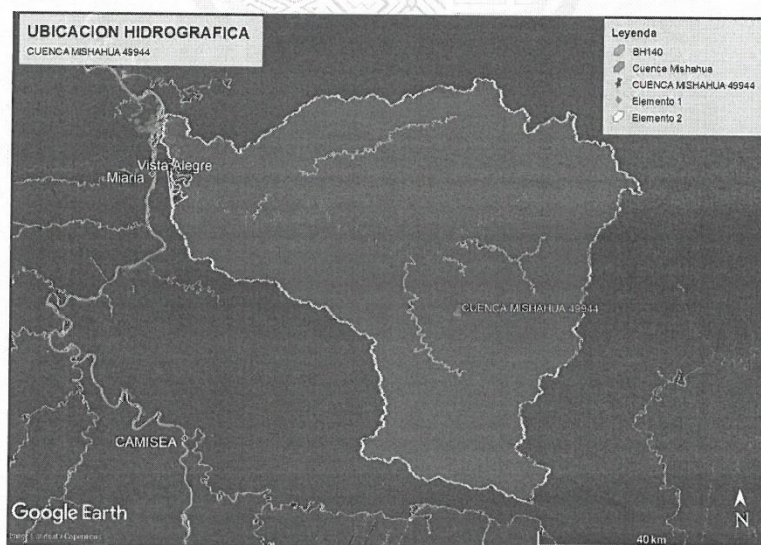 UBICACION HIDROGRAFICA
CUENCA MISHAHUA 49944
Leyenda
BH140
Cuenca Mishahua
CUENCA MISHAHUA 49944
Elemento 1
Elemento 2
Vista Alegre
Miaria
CUENCA MISHAHUA 49944
CAMISEA
Google Earth
N
40 km